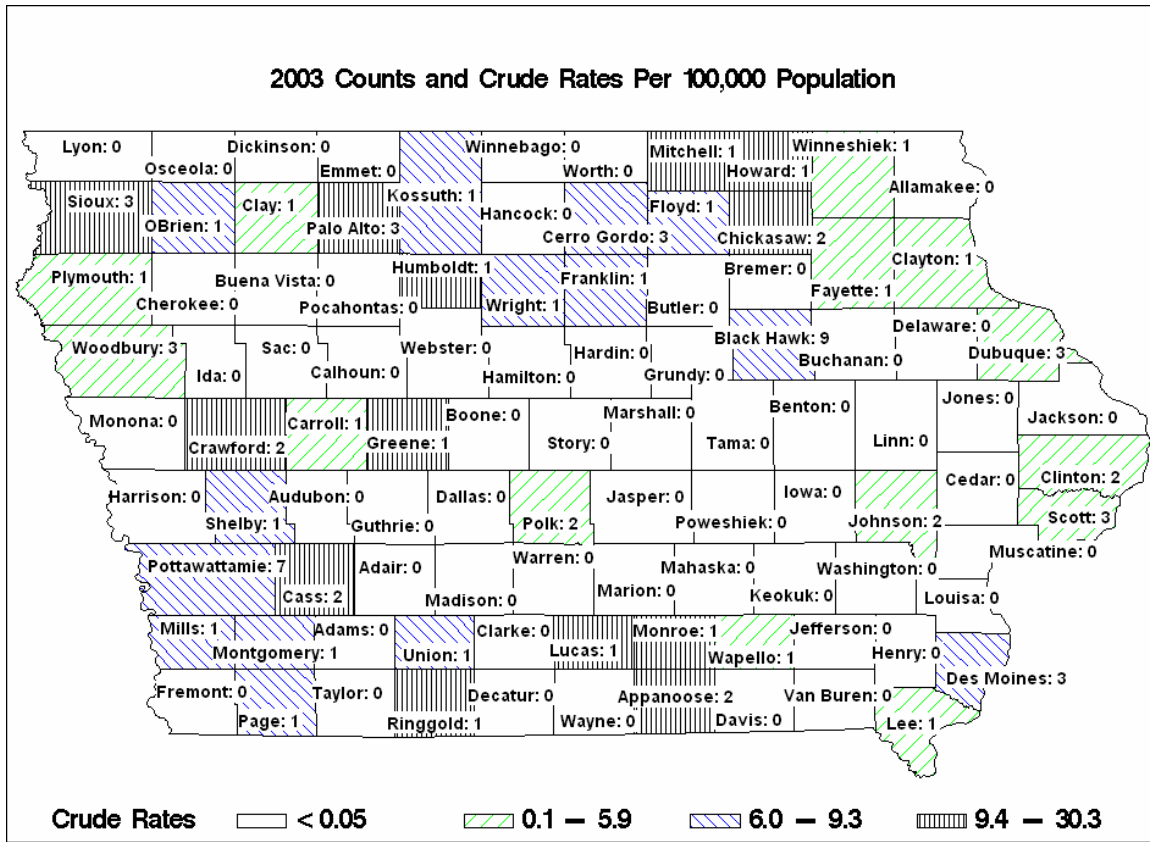 2003 Counts and Crude Rates Per 100,000 Population
Lyon: 0
Osceola: 0
Dickinson: 0
Emmet: 0
Winnebago: 0
Worth: 0
Mitchell: 1
Howard: 1
Winneshiek: 1
Allamakee: 0
Sioux: 3
OBrien: 1
Clay: 1
Palo Alto: 3
Kossuth: 1
Hancock: 0
Cerro Gordo: 3
Floyd: 1
Chickasaw: 2
Plymouth: 1
Cherokee: 0
Buena Vista: 0
Pocahontas: 0
Humboldt: 1
Wright: 1
Franklin: 1
Butler: 0
Bremer: 0
Fayette: 1
Clayton: 1
Woodbury: 3
Ida: 0
Sac: 0
Calhoun: 0
Webster: 0
Hamilton: 0
Hardin: 0
Grundy: 0
Black Hawk: 9
Buchanan: 0
Delaware: 0
Dubuque: 3
Monona: 0
Crawford: 2
Carroll: 1
Greene: 1
Boone: 0
Story: 0
Marshall: 0
Tama: 0
Benton: 0
Linn: 0
Jones: 0
Jackson: 0
Harrison: 0
Shelby: 1
Audubon: 0
Guthrie: 0
Dallas: 0
Polk: 2
Jasper: 0
Poweshiek: 0
Iowa: 0
Johnson: 2
Cedar: 0
Clinton: 2
Scott: 3
Pottawattamie: 7
Cass: 2
Adair: 0
Madison: 0
Warren: 0
Marion: 0
Mahaska: 0
Keokuk: 0
Washington: 0
Louisa: 0
Muscatine: 0
Mills: 1
Montgomery: 1
Adams: 0
Union: 1
Clarke: 0
Lucas: 1
Monroe: 1
Wapello: 1
Jefferson: 0
Henry: 0
Des Moines: 3
Fremont: 0
Page: 1
Taylor: 0
Ringgold: 1
Decatur: 0
Wayne: 0
Appanoose: 2
Davis: 0
Van Buren: 0
Lee: 1
Crude Rates < 0.05 0.1 – 5.9 6.0 – 9.3 9.4 – 30.3